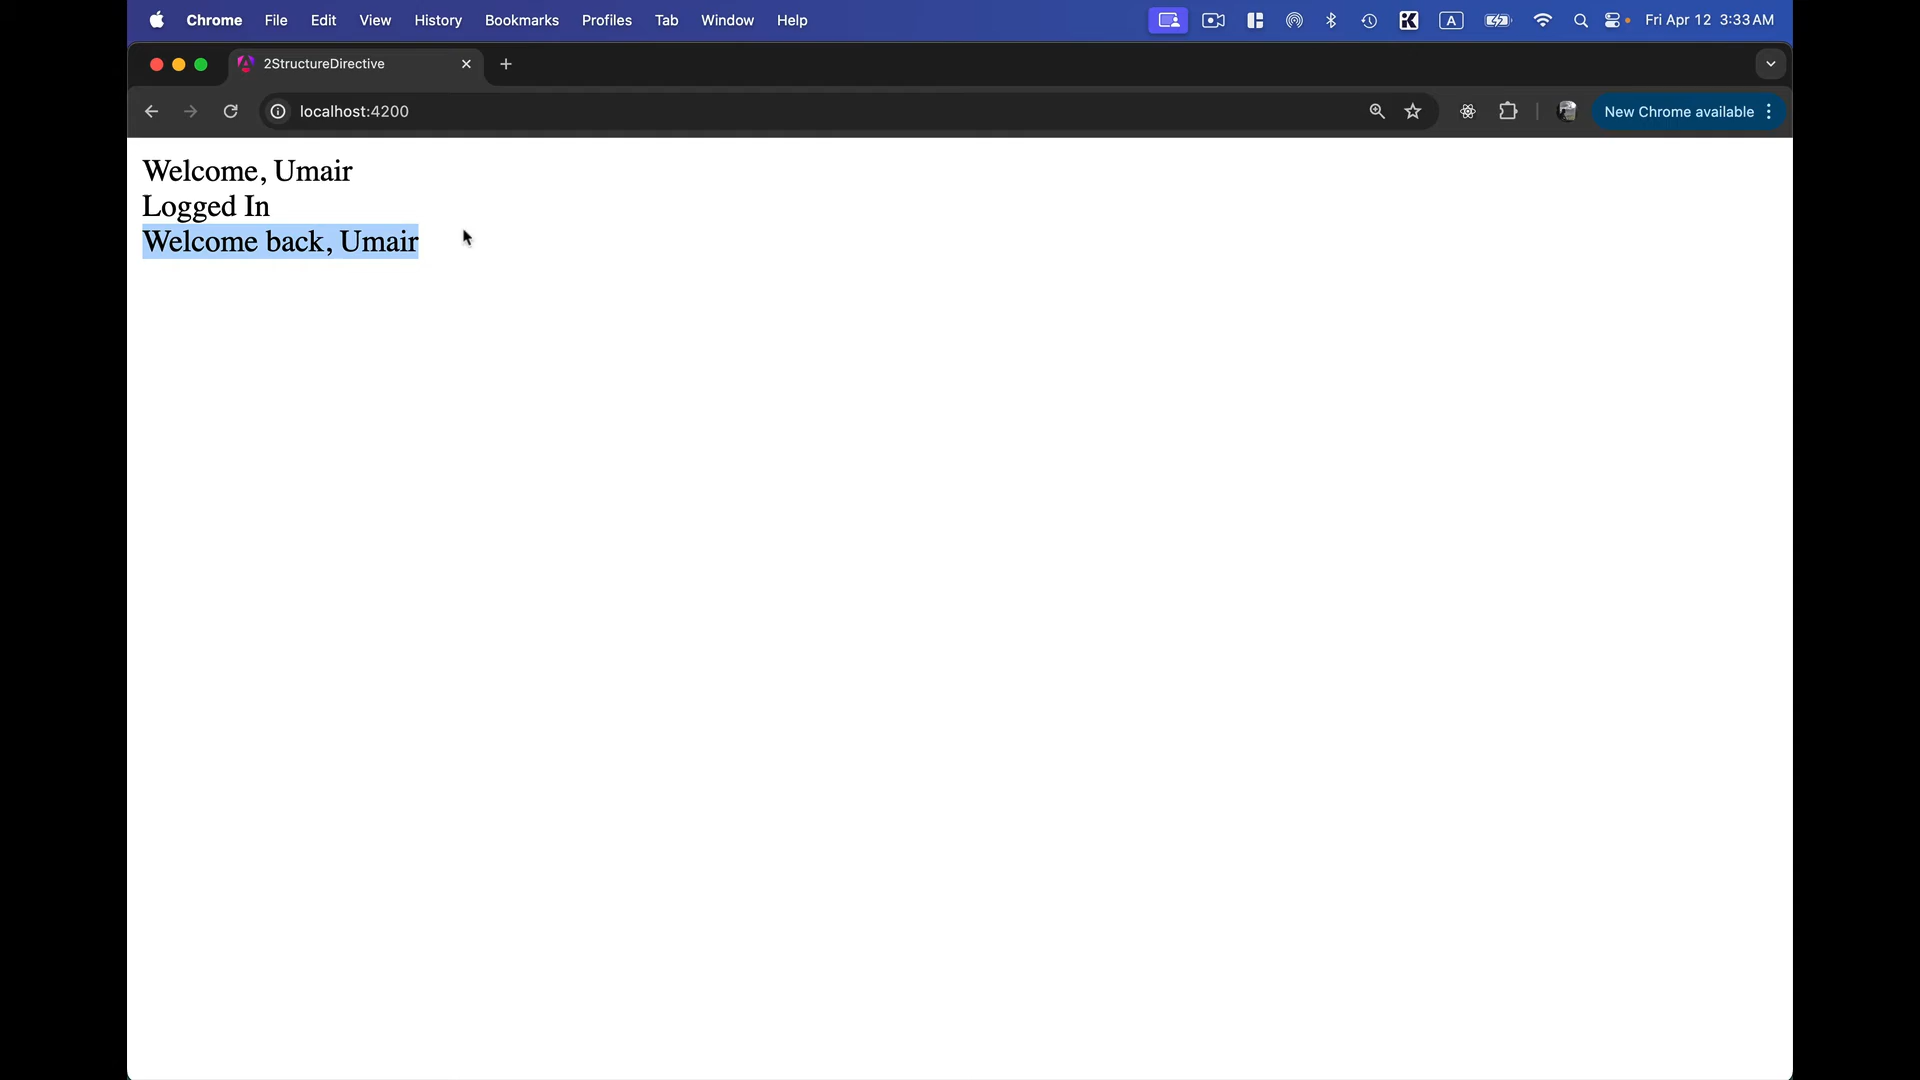 Chrome File Edit View History Bookmarks Profiles Tab Window Help A Fri Apr 12 3:33 AM
2StructureDirective
localhost:4200 New Chrome available
Welcome, Umair
Logged In
Welcome back, Umair